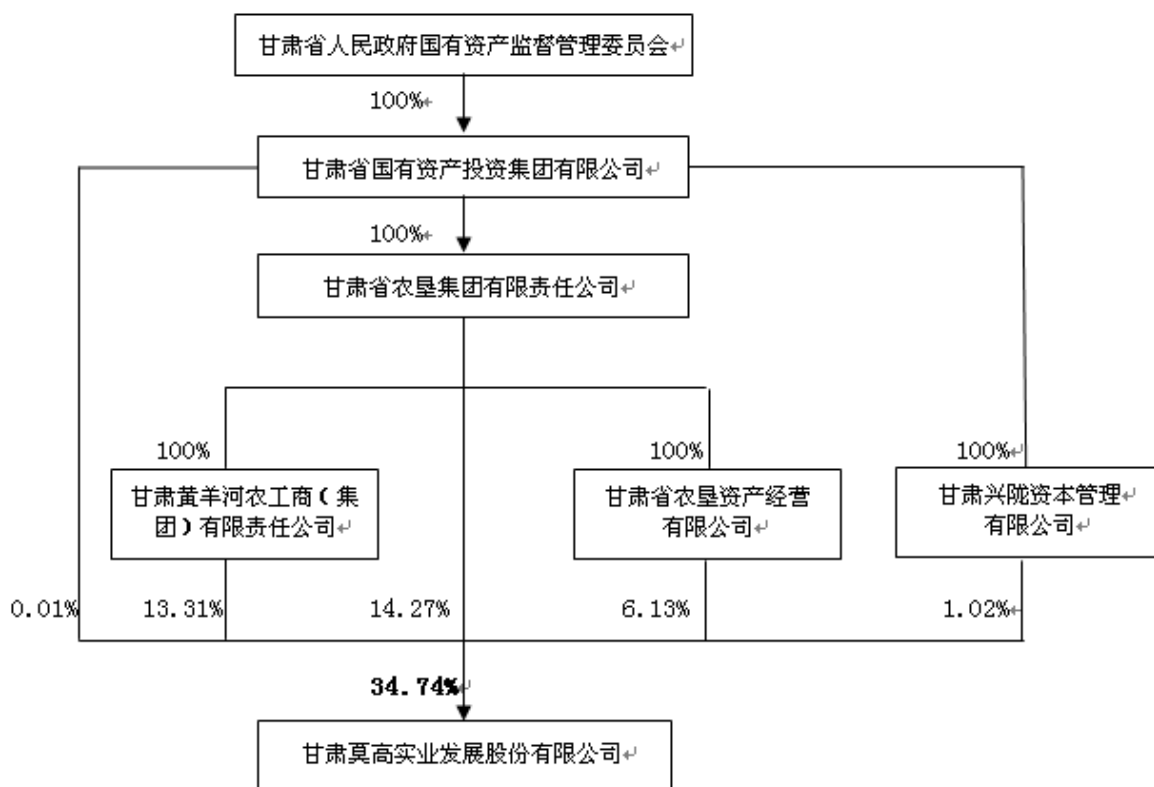 甘肃省人民政府国有资产监督管理委员会↵
100%↵
甘肃省国有资产投资集团有限公司↵
100%↵
甘肃省农垦集团有限责任公司↵
100%
100%
100%↵
甘肃黄羊河农工商（集
团）有限责任公司↵
甘肃省农垦资产经营
有限公司↵
甘肃兴陇资本管理
有限公司↵
0.01%
13.31%
14.27%
6.13%
1.02%↵
34.74%↵
甘肃莫高实业发展股份有限公司↵